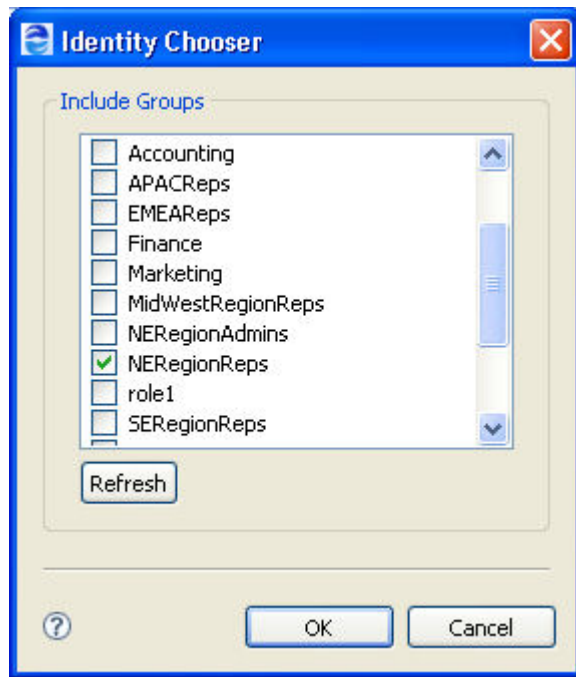 Identity Chooser
Include Groups
Accounting
APACReps
EMEAReps
Finance
Marketing
MidWestRegionReps
NERegionAdmins
NERegionReps
role1
SERegionReps
Refresh
?
OK
Cancel